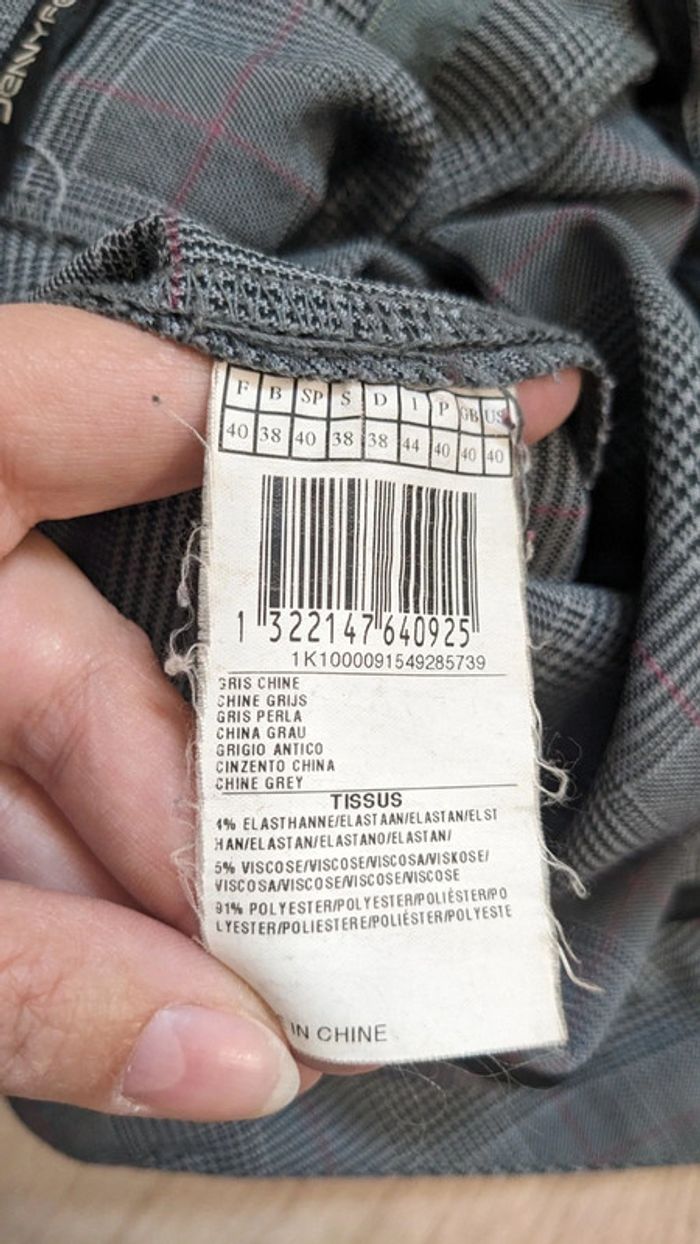 JENNYFO
F B SP S D I P GB US
40 38 40 38 38 44 40 40 40
1 322147 640925
1K1000091549285739
GRIS CHINE
CHINE GRIJS
GRIS PERLA
CHINA GRAU
GRIGIO ANTICO
CINZENTO CHINA
CHINE GREY
TISSUS
4% ELASTHANNE/ELASTAAN/ELASTAN/ELST
HAN/ELASTAN/ELASTANO/ELASTAN/
5% VISCOSE/VISCOSE/VISCOSA/VISKOSE/
VISCOSA/VISCOSE/VISCOSE/VISCOSE
91% POLYESTER/POLYESTER/POLIÉSTER/PO
LYESTER/POLIESTERE/POLIÉSTER/POLYESTE
IN CHINE